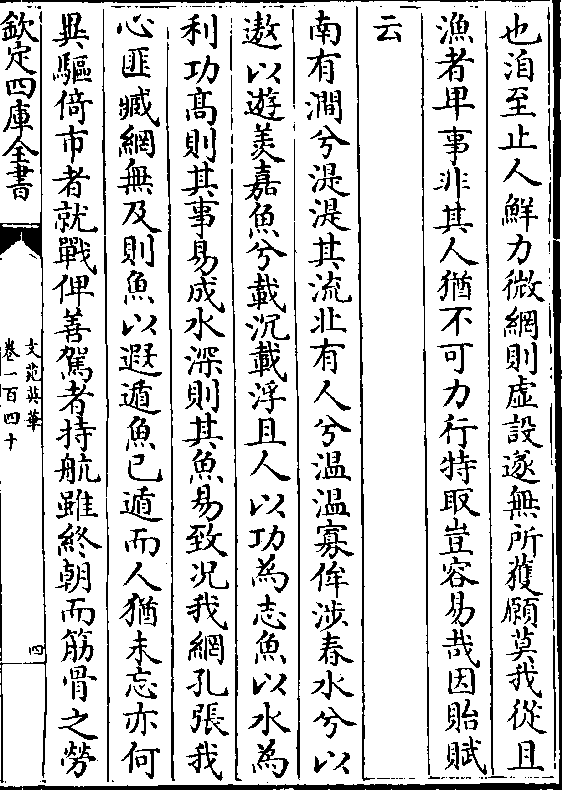 也洎至止人鮮力微網則虛設遂無所獲願莫我從且
漁者卑事非其人猶不可力行特取豈容易哉因貽賦
云
南有澗兮湜湜其流北有人兮溫溫寡侔涉春水兮以
遨以遊羨嘉魚兮載沉載浮且人以功為志魚以水為
利功髙則其事易成水深則其魚易致况我網孔張我
心匪臧網無及則魚以遐遁魚已遁而人猶未忘亦何
異驅倚市者就戰俾善駕者持航雖終朝而筋骨之勞
欽定四庫全書
文苑英華
卷一百四十
四